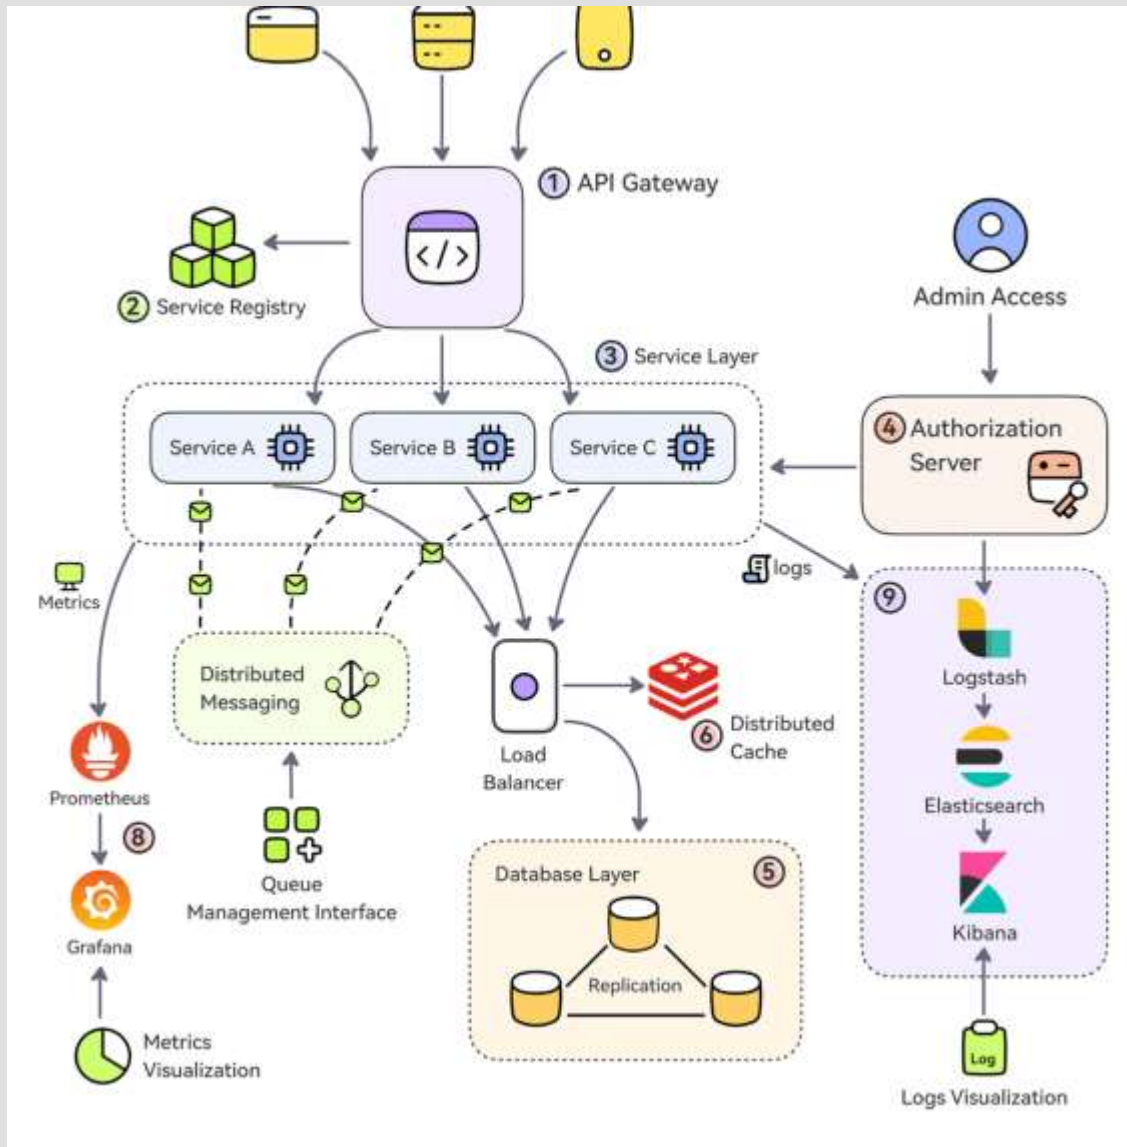 1 API Gateway
2 Service Registry
Admin Access
3 Service Layer
Service A
Service B
Service C
4 Authorization
Server
logs
Metrics
9
Logstash
Distributed
Messaging
Load
Balancer
6 Distributed
Cache
Prometheus
Elasticsearch
8
Queue
Management Interface
Database Layer
5
Grafana
Kibana
Replication
Metrics
Visualization
Log
Logs Visualization